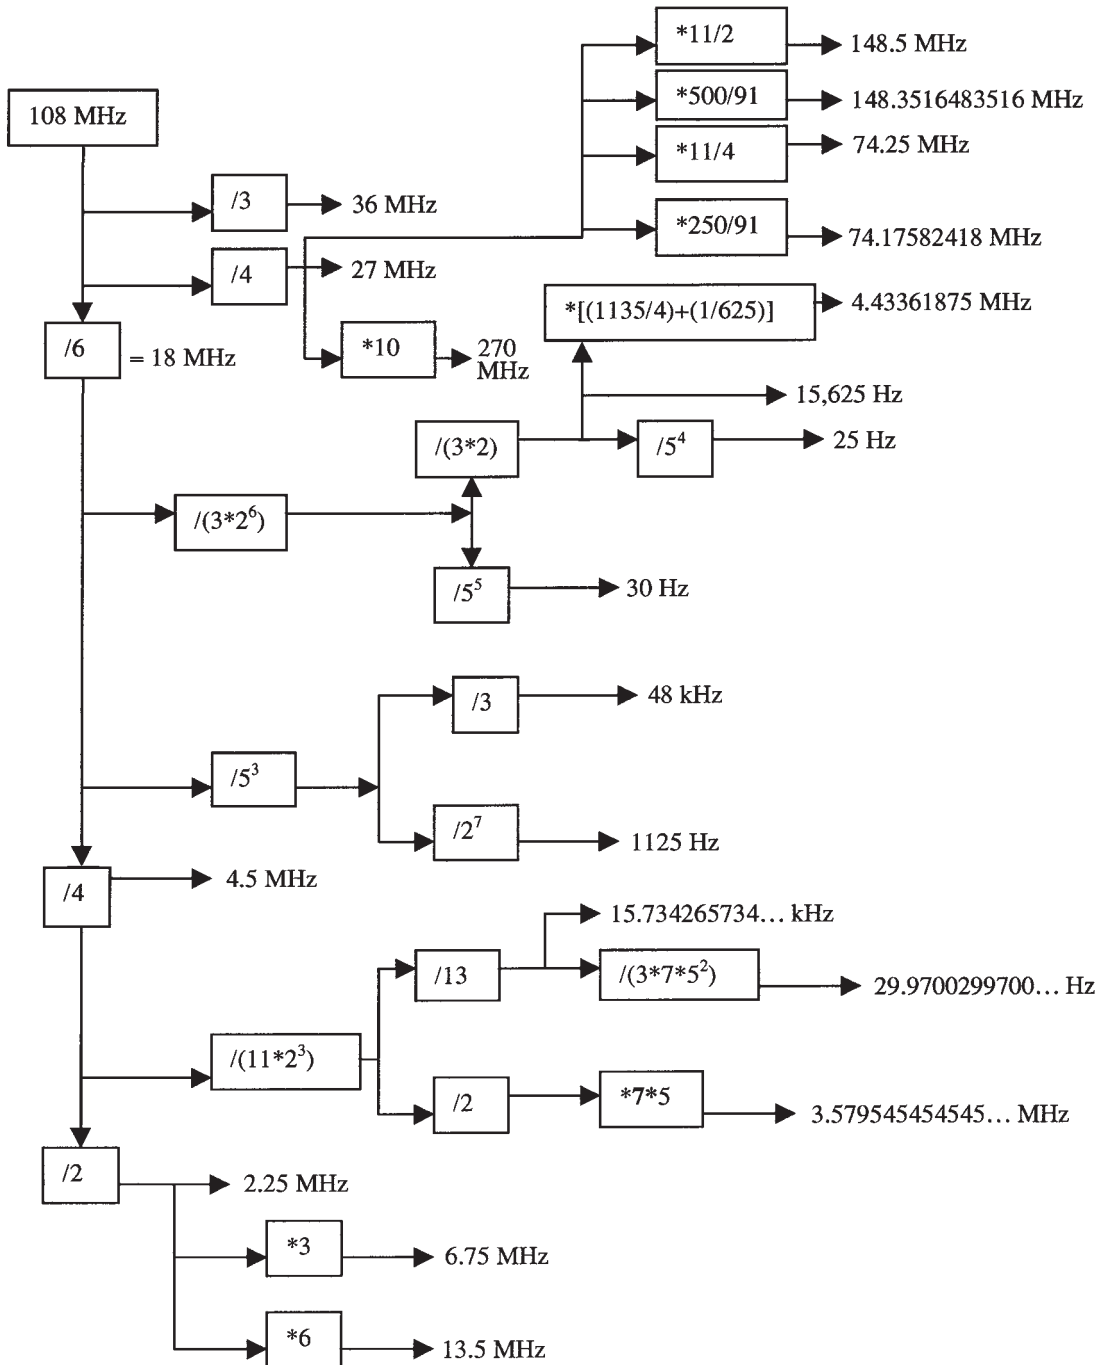 *11/2
148.5 MHz
*500/91
148.3516483516 MHz
108 MHz
*11/4
74.25 MHz
/3
36 MHz
*250/91
74.17582418 MHz
/4
27 MHz
*[(1135/4)+(1/625)]
4.43361875 MHz
/6
= 18 MHz
*10
270
MHz
15,625 Hz
/(3*2)
/5⁴
25 Hz
/(3*2⁶)
/5⁵
30 Hz
/3
48 kHz
/5³
/2⁷
1125 Hz
/4
4.5 MHz
15.734265734... kHz
/13
/(3*7*5²)
29.9700299700... Hz
/(11*2³)
/2
*7*5
3.579545454545... MHz
/2
2.25 MHz
*3
6.75 MHz
*6
13.5 MHz